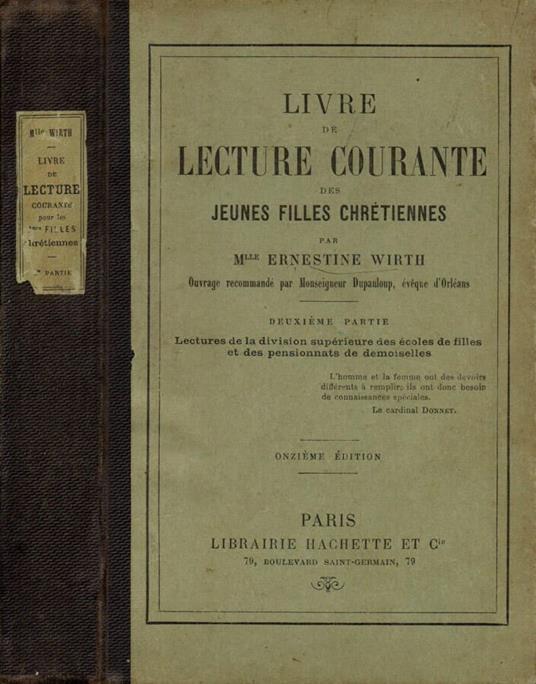 Mlle WIRTH
LIVRE
DE
LECTURE
COURANTE
pour les
FILLES
chrétiennes
PARTIE
LIVRE
DE
LECTURE COURANTE
DES
JEUNES FILLES CHRÉTIENNES
PAR
MLLE ERNESTINE WIRTH
Ouvrage recommandé par Monseigneur Dupanloup, évêque d'Orléans
DEUXIÈME PARTIE
Lectures de la division supérieure des écoles de filles
et des pensionnats de demoiselles
L'homme et la femme ont des devoirs
différents à remplir; ils ont donc besoin
de connaissances spéciales.
Le cardinal DONNET.
ONZIÈME ÉDITION
PARIS
LIBRAIRIE HACHETTE ET Cie
79, BOULEVARD SAINT-GERMAIN, 79